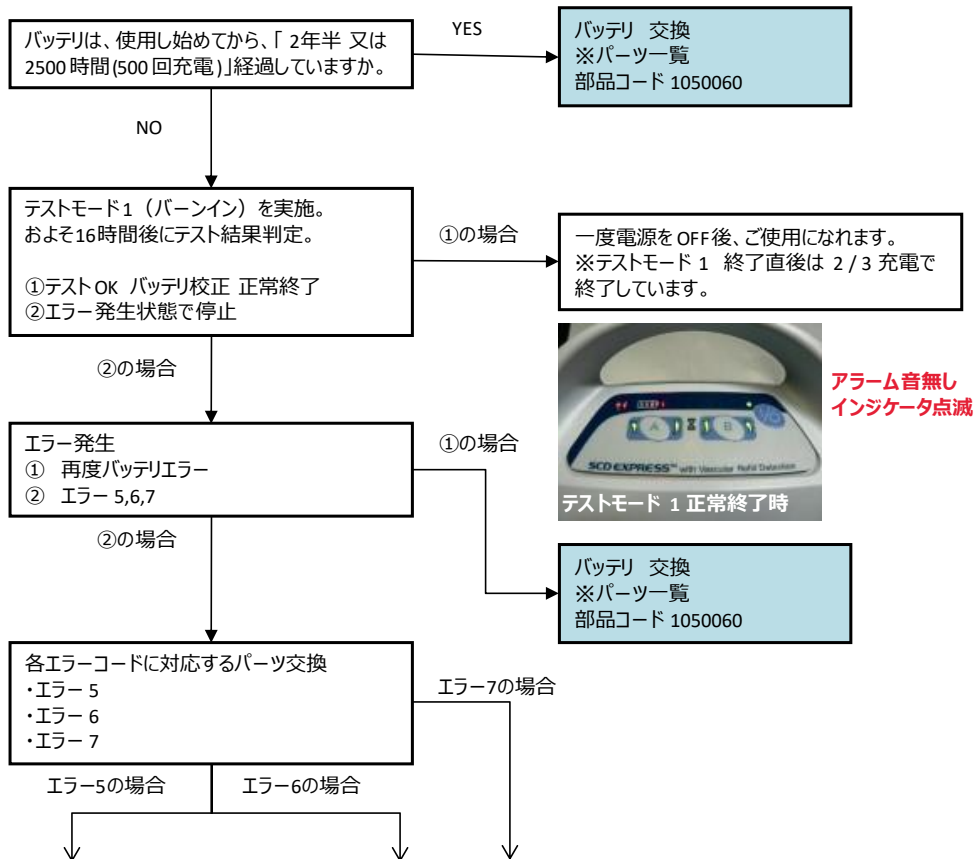 バッテリは、使用し始めてから、「 2年半 又は
2500 時間(500 回充電)」経過していますか。
YES
バッテリ 交換
※パーツ一覧
部品コード 1050060
NO
テストモード1（バーンイン）を実施。
およそ16時間後にテスト結果判定。
①テストOK バッテリ校正 正常終了
②エラー発生状態で停止
①の場合
一度電源をOFF後、ご使用になれます。
※テストモード 1 終了直後は 2 / 3 充電で
終了しています。
②の場合
アラーム音無し
インジケータ点滅
A
B
SCD EXPRESS™ with Vascular Refill Detection
テストモード 1 正常終了時
エラー発生
① 再度バッテリエラー
② エラー 5,6,7
①の場合
②の場合
バッテリ 交換
※パーツ一覧
部品コード 1050060
各エラーコードに対応するパーツ交換
・エラー 5
・エラー 6
・エラー 7
エラー7の場合
エラー5の場合
エラー6の場合